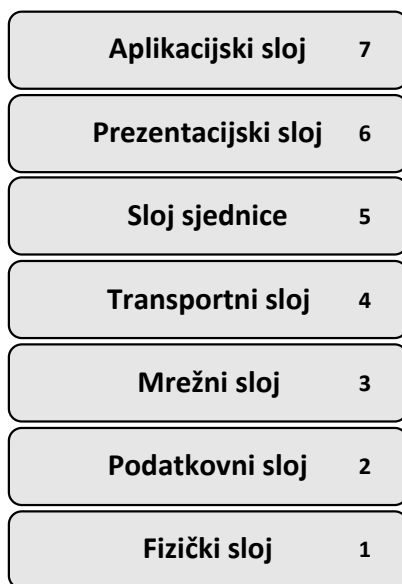 Aplikacijski sloj 7
Prezentacijski sloj 6
Sloj sjednice 5
Transportni sloj 4
Mrežni sloj 3
Podatkovni sloj 2
Fizički sloj 1